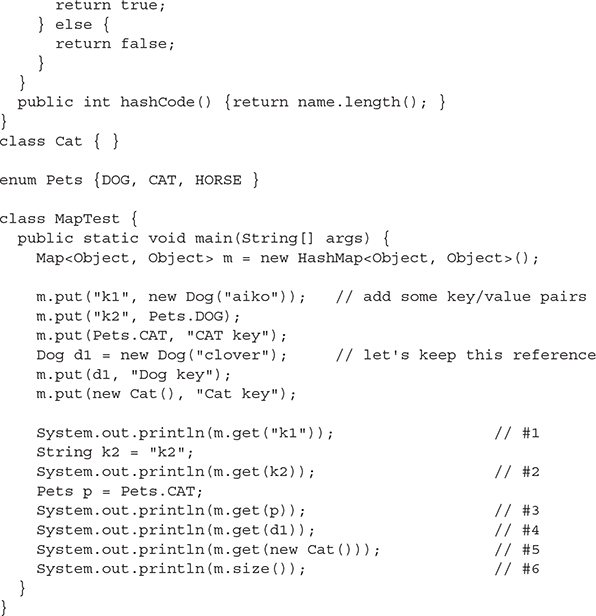 return true;
    } else {
      return false;
    }
  }
  public int hashCode() {return name.length(); }
}
class Cat { }

enum Pets {DOG, CAT, HORSE }

class MapTest {
  public static void main(String[] args) {
    Map<Object, Object> m = new HashMap<Object, Object>();

    m.put("k1", new Dog("aiko"));   // add some key/value pairs
    m.put("k2", Pets.DOG);
    m.put(Pets.CAT, "CAT key");
    Dog d1 = new Dog("clover");     // let's keep this reference
    m.put(d1, "Dog key");
    m.put(new Cat(), "Cat key");

    System.out.println(m.get("k1"));                  // #1
    String k2 = "k2";
    System.out.println(m.get(k2));                    // #2
    Pets p = Pets.CAT;
    System.out.println(m.get(p));                     // #3
    System.out.println(m.get(d1));                    // #4
    System.out.println(m.get(new Cat()));             // #5
    System.out.println(m.size());                     // #6
  }
}